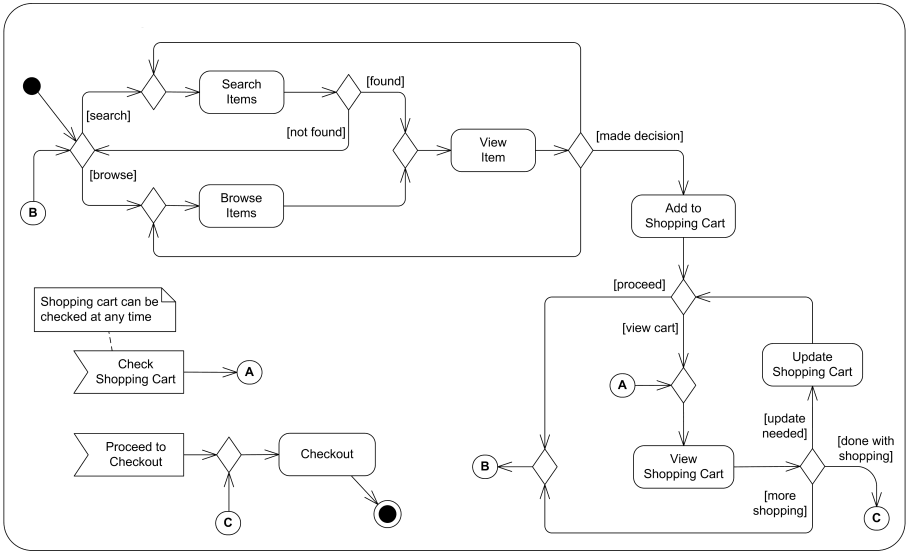 Search
Items
[found]
[search]
[not found]
[made decision]
View
Item
[browse]
B
Browse
Items
Add to
Shopping Cart
Shopping cart can be
checked at any time
[proceed]
[view cart]
Check
Shopping Cart
A
A
Update
Shopping Cart
[update
needed]
[done with
shopping]
Proceed to
Checkout
Checkout
B
View
Shopping Cart
[more
shopping]
C
C